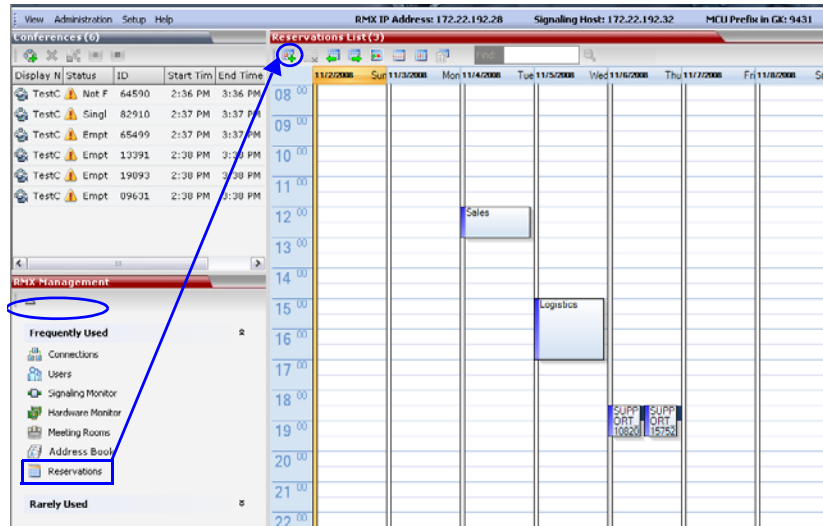 View Administration Setup Help RMX IP Address: 172.22.192.28 Signaling Host: 172.22.192.32 MCU Prefix in GK: 9431
Conferences (6)
Display N Status ID Start Tim End Time
TestC Not F 64590 2:36 PM 3:36 PM
TestC Singl 82910 2:37 PM 3:37 PM
TestC Empt 65499 2:37 PM 3:37 PM
TestC Empt 13391 2:38 PM 3:38 PM
TestC Empt 19093 2:38 PM 3:38 PM
TestC Empt 09631 2:38 PM 3:38 PM
RMX Management
Frequently Used
Connections
Users
Signaling Monitor
Hardware Monitor
Meeting Rooms
Address Book
Reservations
Rarely Used
Reservations List (3)
Find:
11/2/2008 Sun 11/3/2008 Mon 11/4/2008 Tue 11/5/2008 Wed 11/6/2008 Thu 11/7/2008 Fri 11/8/2008
08 00
09 00
10 00
11 00
12 00
Sales
13 00
14 00
15 00
Logistics
16 00
17 00
18 00
SUPP SUPP
ORT ORT
10820 15752
19 00
20 00
21 00
22 00